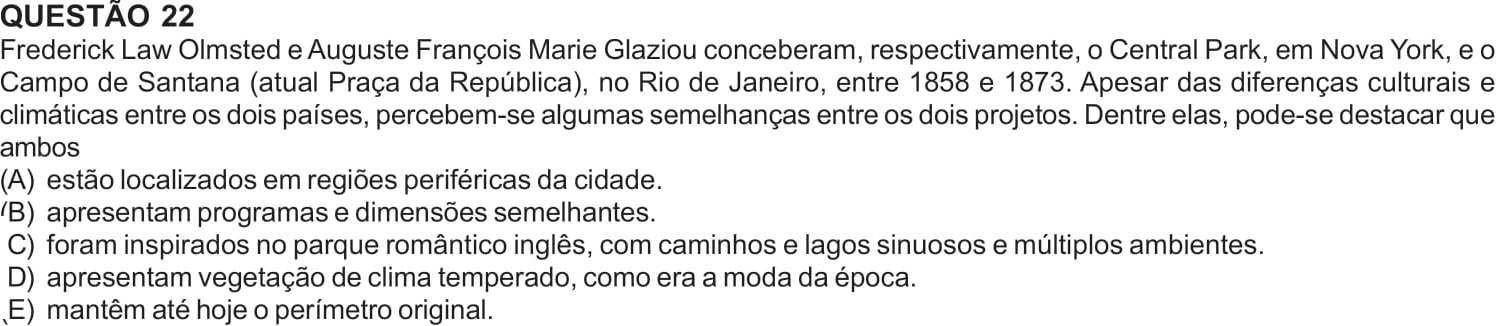 QUESTÃO 22
Frederick Law Olmsted e Auguste François Marie Glaziou conceberam, respectivamente, o Central Park, em Nova York, e o
Campo de Santana (atual Praça da República), no Rio de Janeiro, entre 1858 e 1873. Apesar das diferenças culturais e
climáticas entre os dois países, percebem-se algumas semelhanças entre os dois projetos. Dentre elas, pode-se destacar que
ambos
(A) estão localizados em regiões periféricas da cidade.
(B) apresentam programas e dimensões semelhantes.
C) foram inspirados no parque romântico inglês, com caminhos e lagos sinuosos e múltiplos ambientes.
D) apresentam vegetação de clima temperado, como era a moda da época.
E) mantêm até hoje o perímetro original.